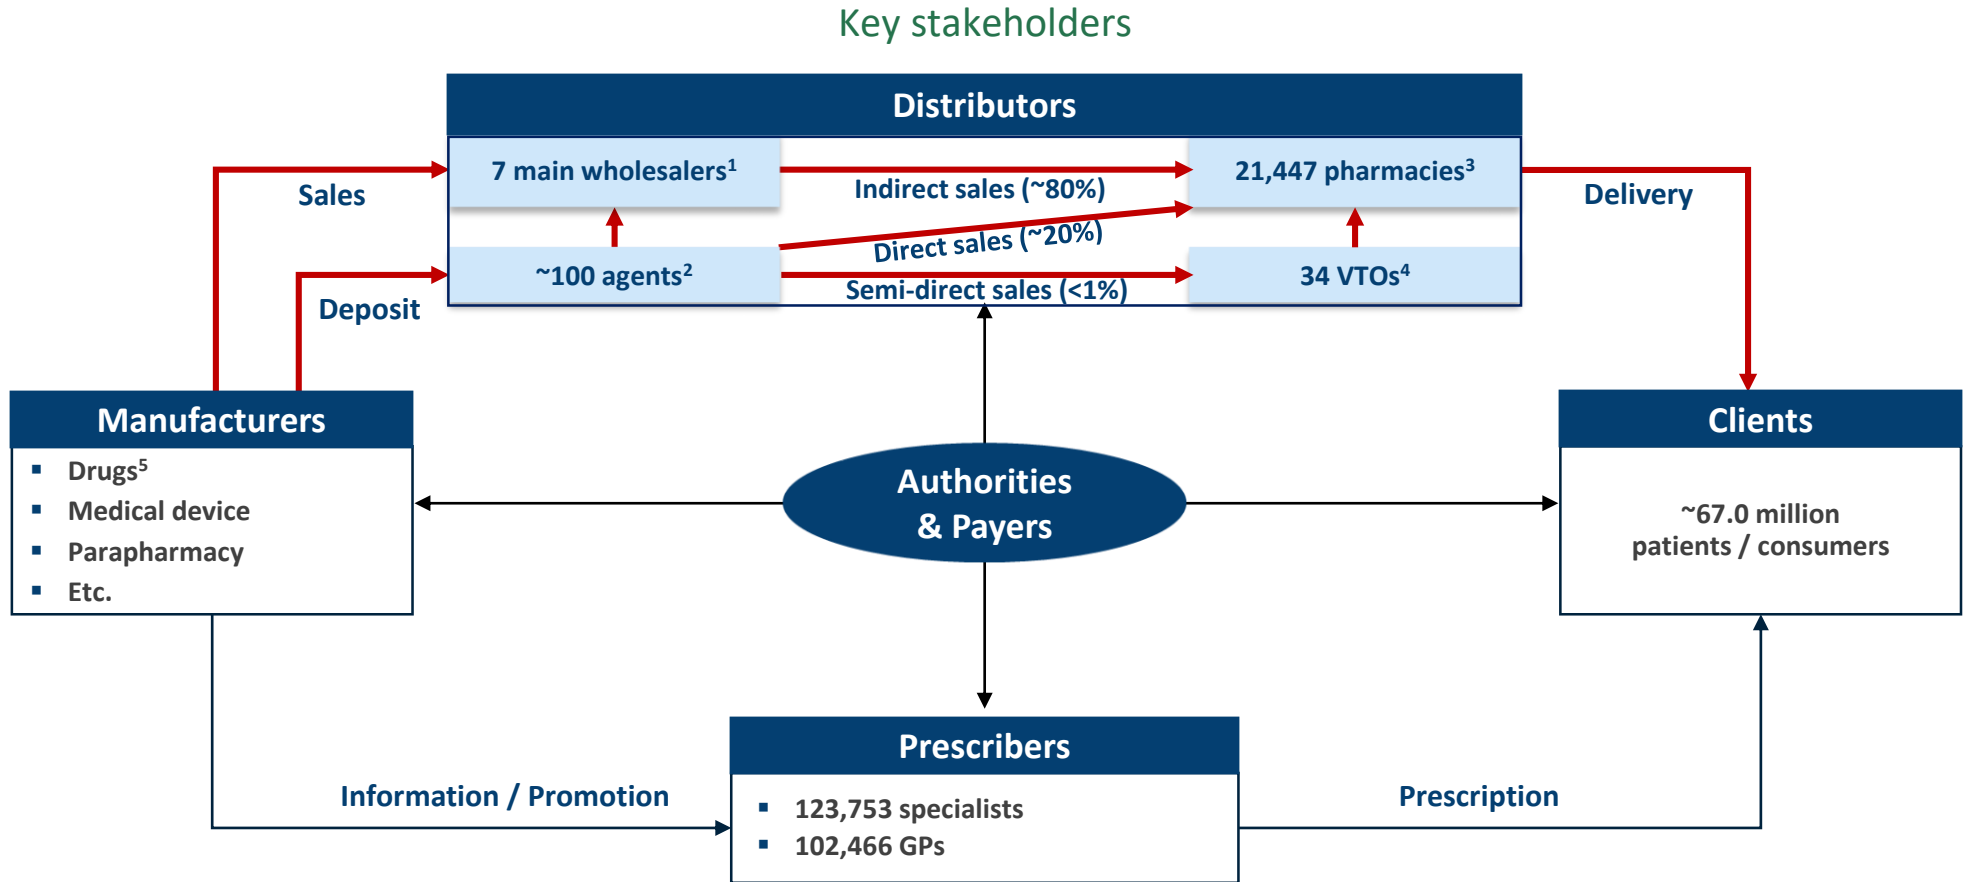 Key stakeholders
Distributors
7 main wholesalers1
21,447 pharmacies3
Sales
Indirect sales (~80%)
Delivery
Direct sales (~20%)
~100 agents2
34 VTOs4
Semi-direct sales (<1%)
Deposit
Manufacturers
▪ Drugs5
▪ Medical device
▪ Parapharmacy
▪ Etc.
Authorities
& Payers
Clients
~67.0 million
patients / consumers
Prescribers
Information / Promotion
▪ 123,753 specialists
▪ 102,466 GPs
Prescription